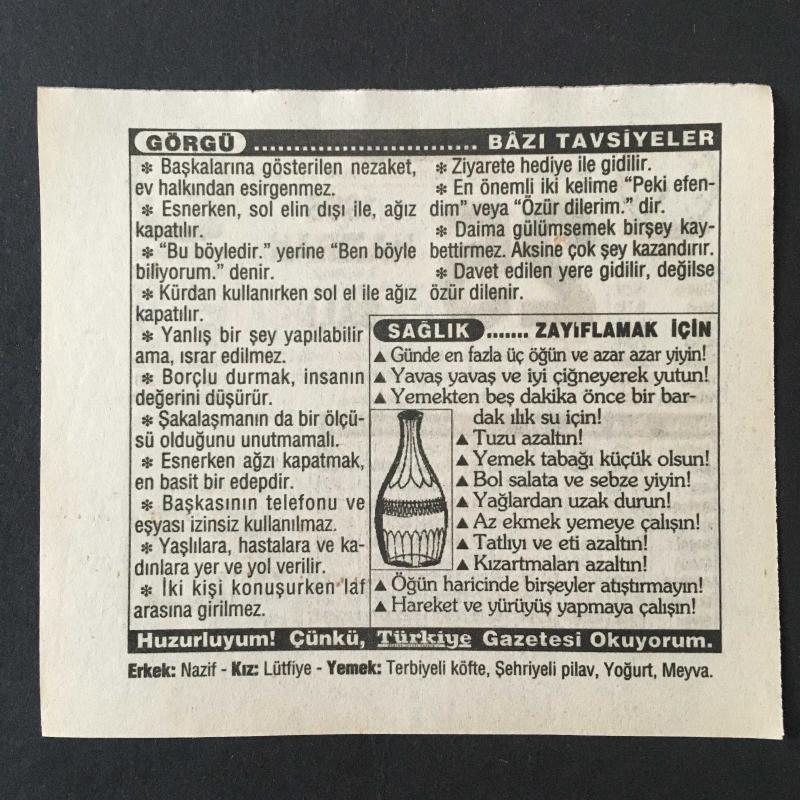 GÖRGÜ ............................ BÂZI TAVSİYELER
* Başkalarına gösterilen nezaket,
ev halkından esirgenmez.
* Esnerken, sol elin dışı ile, ağız
kapatılır.
* “Bu böyledir.” yerine “Ben böyle
biliyorum.” denir.
* Kürdan kullanırken sol el ile ağız
kapatılır.
* Yanlış bir şey yapılabilir
ama, ısrar edilmez.
* Borçlu durmak, insanın
değerini düşürür.
* Şakalaşmanın da bir ölçü-
sü olduğunu unutmamalı.
* Esnerken ağzı kapatmak,
en basit bir edepdir.
* Başkasının telefonu ve
eşyası izinsiz kullanılmaz.
* Yaşlılara, hastalara ve ka-
dınlara yer ve yol verilir.
* İki kişi konuşurken laf
arasına girilmez.
* Ziyarete hediye ile gidilir.
* En önemli iki kelime “Peki efen-
dim” veya “Özür dilerim.” dir.
* Daima gülümsemek birşey kay-
bettirmez. Aksine çok şey kazandırır.
* Davet edilen yere gidilir, değilse
özür dilenir.
SAĞLIK ....... ZAYIFLAMAK İÇİN
▲ Günde en fazla üç öğün ve azar azar yiyin!
▲ Yavaş yavaş ve iyi çiğneyerek yutun!
▲ Yemekten beş dakika önce bir bar-
dak ılık su için!
▲ Tuzu azaltın!
▲ Yemek tabağı küçük olsun!
▲ Bol salata ve sebze yiyin!
▲ Yağlardan uzak durun!
▲ Az ekmek yemeye çalışın!
▲ Tatlıyı ve eti azaltın!
▲ Kızartmaları azaltın!
▲ Öğün haricinde birşeyler atıştırmayın!
▲ Hareket ve yürüyüş yapmaya çalışın!
Huzurluyum! Çünkü, Türkiye Gazetesi Okuyorum.
Erkek: Nazif - Kız: Lütfiye - Yemek: Terbiyeli köfte, Şehriyeli pilav, Yoğurt, Meyva.